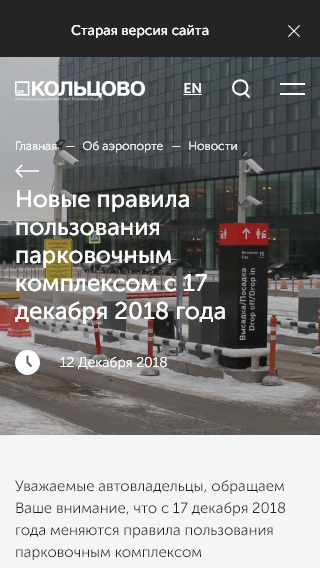 Старая версия сайта
КОЛЬЦОВО
EN
Главная — Об аэропорте — Новости
Новые правила
пользования
парковочным
комплексом с 17
декабря 2018 года
Высадка/Посадка
Drop off/Drop in
12 Декабря 2018
Уважаемые автовладельцы, обращаем
Ваше внимание, что с 17 декабря 2018
года меняются правила пользования
парковочным комплексом